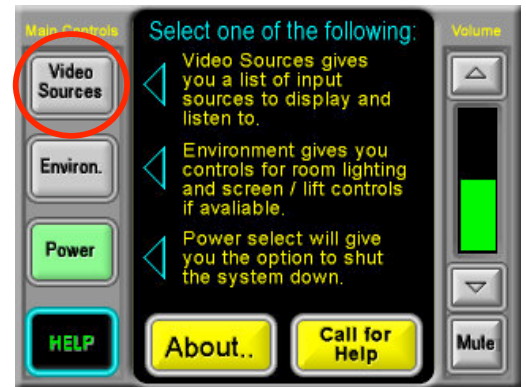 Main Controls
Select one of the following:
Volume
Video
Sources
Video Sources gives
you a list of input
sources to display and
listen to.
Environ.
Environment gives you
controls for room lighting
and screen / lift controls
if avaliable.
Power
Power select will give
you the option to shut
the system down.
HELP
About..
Call for
Help
Mute